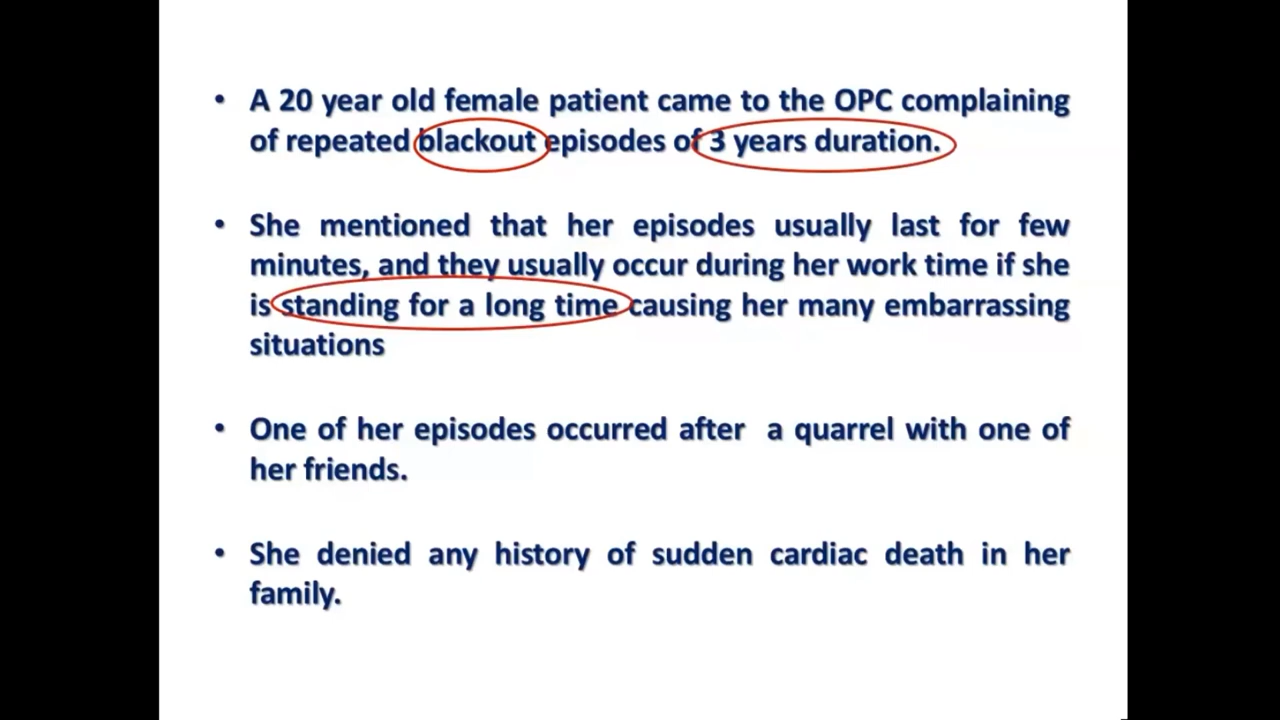 • A 20 year old female patient came to the OPC complaining
of repeated blackout episodes of 3 years duration.
• She mentioned that her episodes usually last for few
minutes, and they usually occur during her work time if she
is standing for a long time causing her many embarrassing
situations
• One of her episodes occurred after a quarrel with one of
her friends.
• She denied any history of sudden cardiac death in her
family.